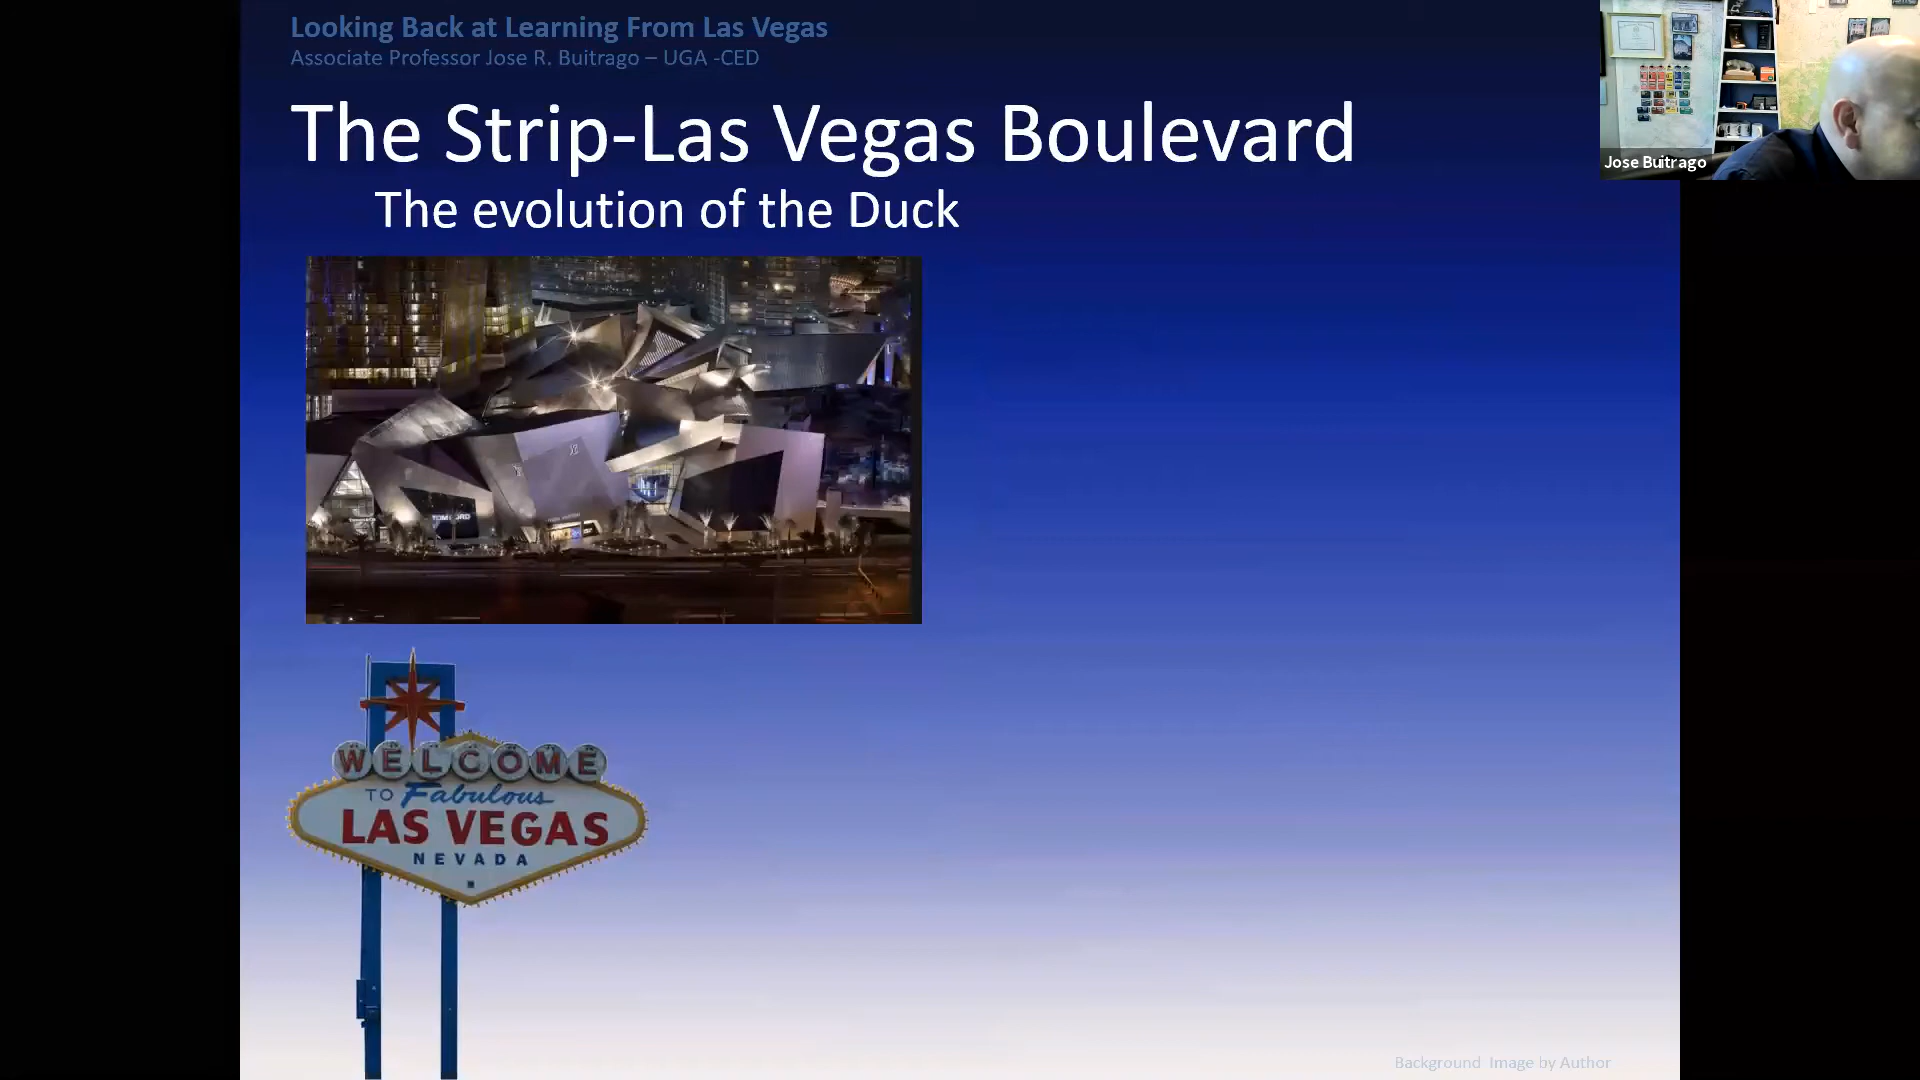 Looking Back at Learning From Las Vegas
Associate Professor Jose R. Buitrago – UGA -CED
The Strip-Las Vegas Boulevard
The evolution of the Duck
Jose Buitrago
WELCOME
TO Fabulous
LAS VEGAS
NEVADA
Background Image by Author